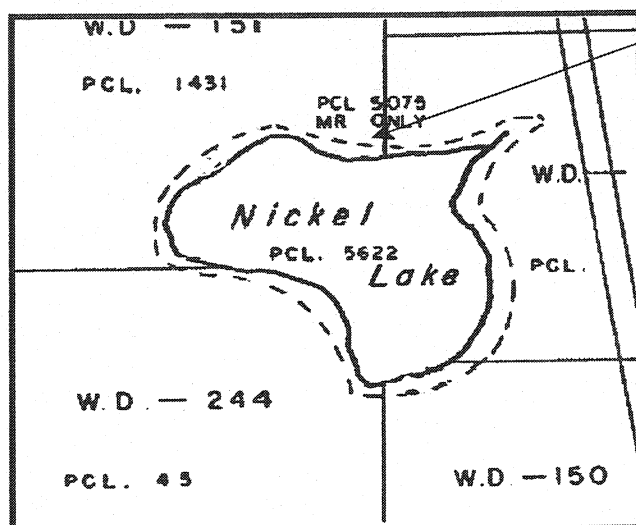 W.D — 151
PCL. 1431
PCL 5075
MR ONLY
W.D.
Nickel
PCL. 5622
Lake
PCL.
W.D. — 244
PCL. 45
W.D — 150